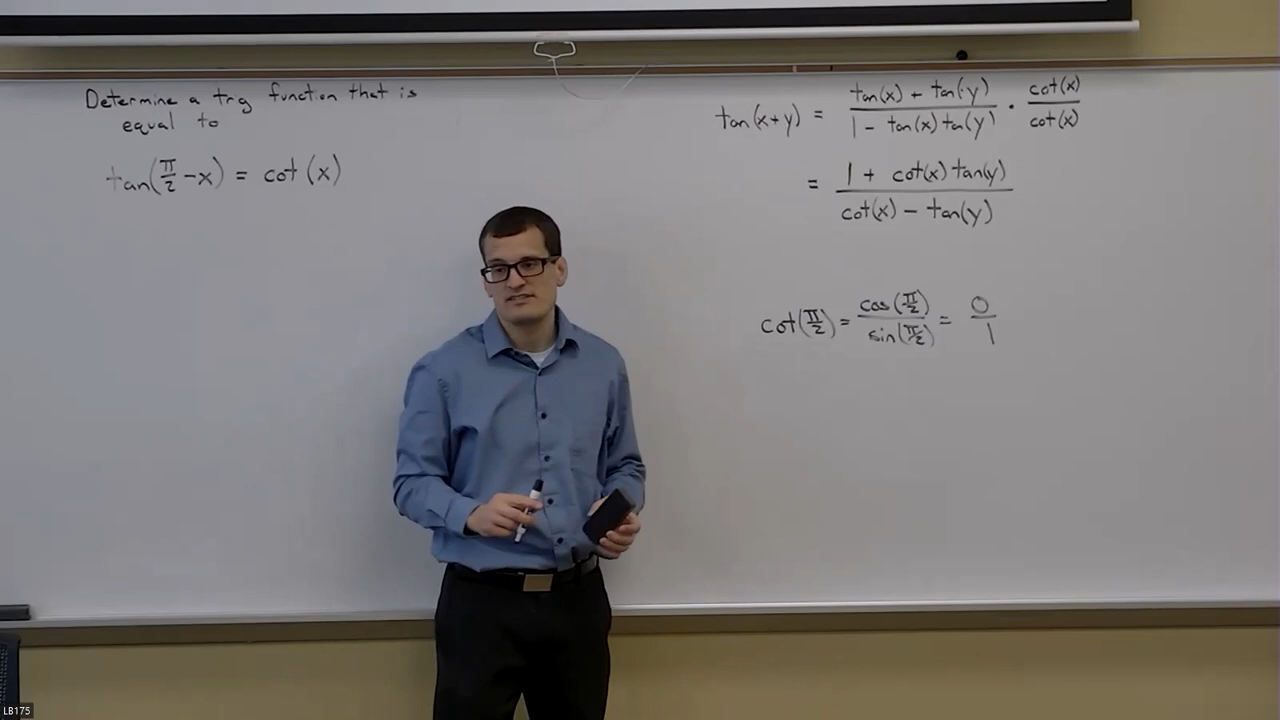 Determine a trg function that is
equal to
tan(π/2 - x) = cot(x)
tan(x+y) = (tan(x) + tan(y))/(1 - tan(x)tan(y)) · cot(x)/cot(x)
= (1 + cot(x)tan(y))/(cot(x) - tan(y))
cot(π/2) = cos(π/2)/sin(π/2) = 0/1
LB175